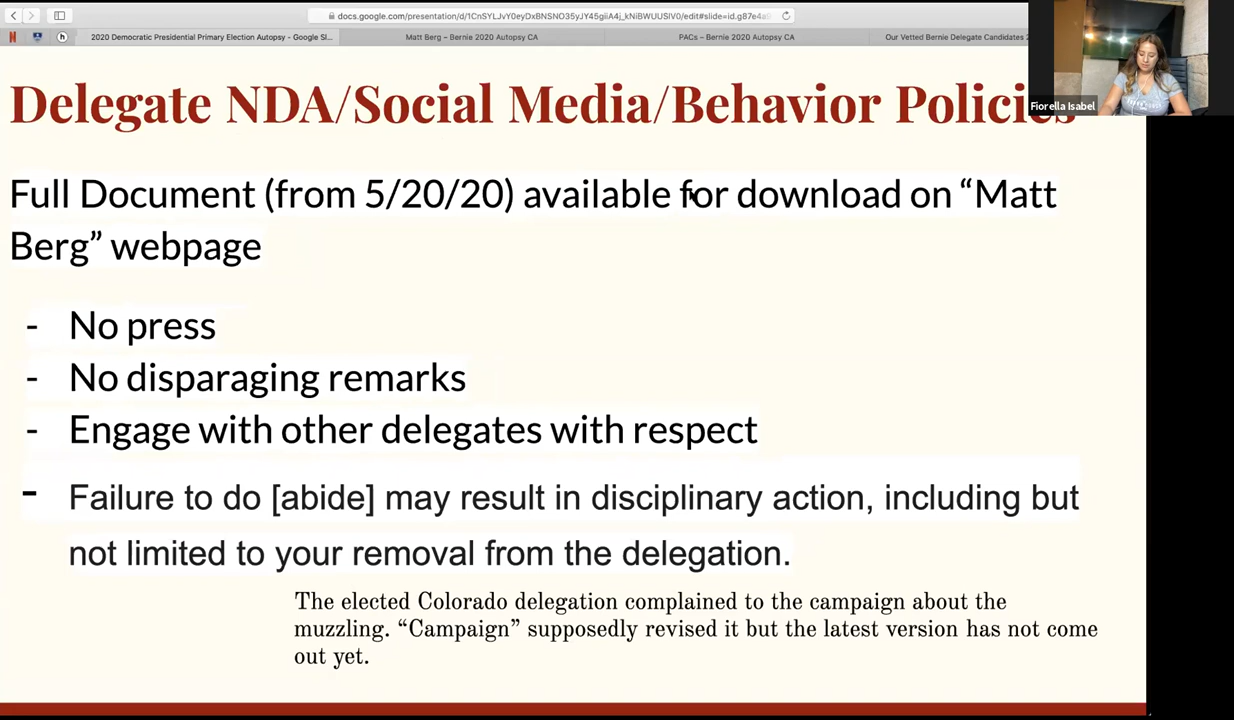 docs.google.com/presentation/d/1CnSYLJvY0eyDxBNSNO35yJY45giiA4j_kNiBWUUSIV0/edit#slide=id.g87e4a
2020 Democratic Presidential Primary Election Autopsy - Google Sl...
Matt Berg – Bernie 2020 Autopsy CA
PACs – Bernie 2020 Autopsy CA
Our Vetted Bernie Delegate Candidates
Fiorella Isabel
Delegate NDA/Social Media/Behavior Policies
Full Document (from 5/20/20) available for download on “Matt
Berg” webpage
- No press
- No disparaging remarks
- Engage with other delegates with respect
- Failure to do [abide] may result in disciplinary action, including but
not limited to your removal from the delegation.
The elected Colorado delegation complained to the campaign about the
muzzling. “Campaign” supposedly revised it but the latest version has not come
out yet.